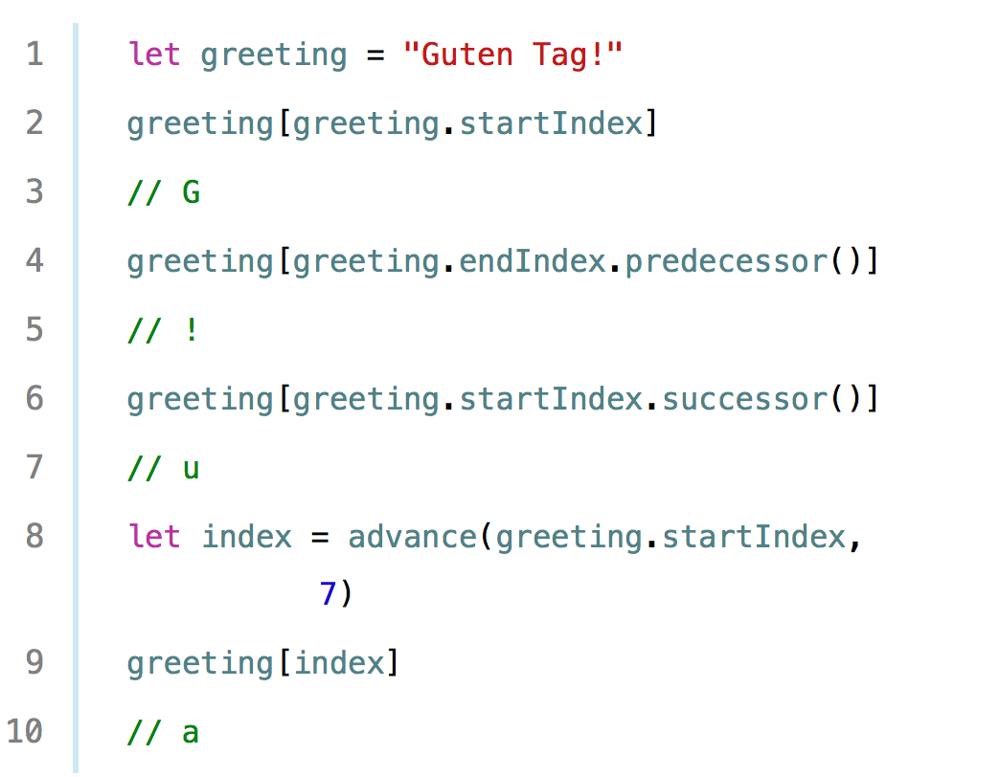 1 let greeting = "Guten Tag!"
2 greeting[greeting.startIndex]
3 // G
4 greeting[greeting.endIndex.predecessor()]
5 // !
6 greeting[greeting.startIndex.successor()]
7 // u
8 let index = advance(greeting.startIndex,
7)
9 greeting[index]
10 // a